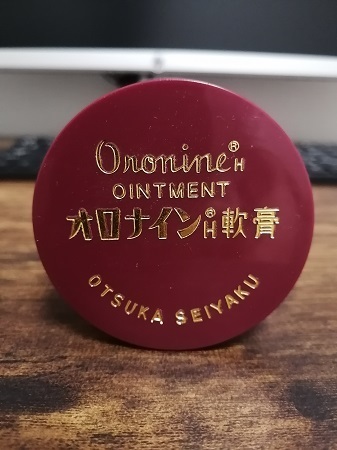 Oronine®H
OINTMENT
オロナイン®H軟膏
OTSUKA SEIYAKU